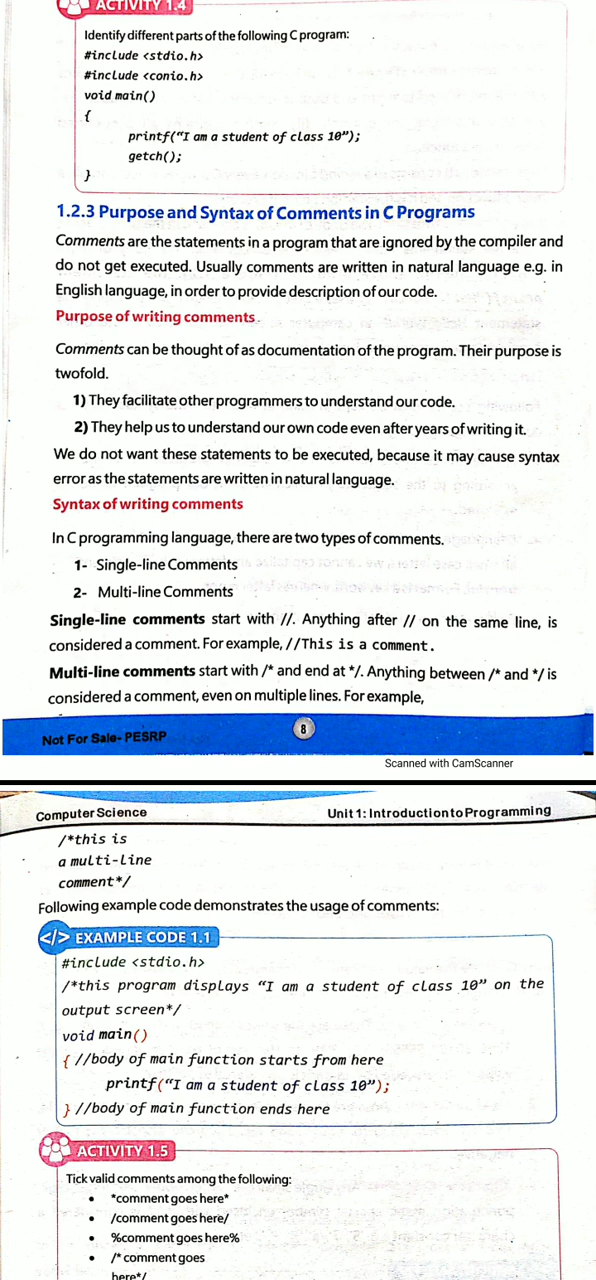 ACTIVITY 1.4
Identify different parts of the following C program:
#include <stdio.h>
#include <conio.h>
void main()
{
printf(“I am a student of class 10”);
getch();
}
1.2.3 Purpose and Syntax of Comments in C Programs
Comments are the statements in a program that are ignored by the compiler and
do not get executed. Usually comments are written in natural language e.g. in
English language, in order to provide description of our code.
Purpose of writing comments
Comments can be thought of as documentation of the program. Their purpose is
twofold.
1) They facilitate other programmers to understand our code.
2) They help us to understand our own code even after years of writing it.
We do not want these statements to be executed, because it may cause syntax
error as the statements are written in natural language.
Syntax of writing comments
In C programming language, there are two types of comments.
1- Single-line Comments
2- Multi-line Comments
Single-line comments start with //. Anything after // on the same line, is
considered a comment. For example, //This is a comment.
Multi-line comments start with /* and end at */. Anything between /* and */ is
considered a comment, even on multiple lines. For example,
Not For Sale-PESRP
8
Scanned with CamScanner
Computer Science Unit 1: Introduction to Programming
/*this is
a multi-line
comment*/
Following example code demonstrates the usage of comments:
</> EXAMPLE CODE 1.1
#include <stdio.h>
/*this program displays “I am a student of class 10” on the
output screen*/
void main()
{ //body of main function starts from here
printf(“I am a student of class 10”);
} //body of main function ends here
ACTIVITY 1.5
Tick valid comments among the following:
• *comment goes here*
• /comment goes here/
• %comment goes here%
• /* comment goes
here*/